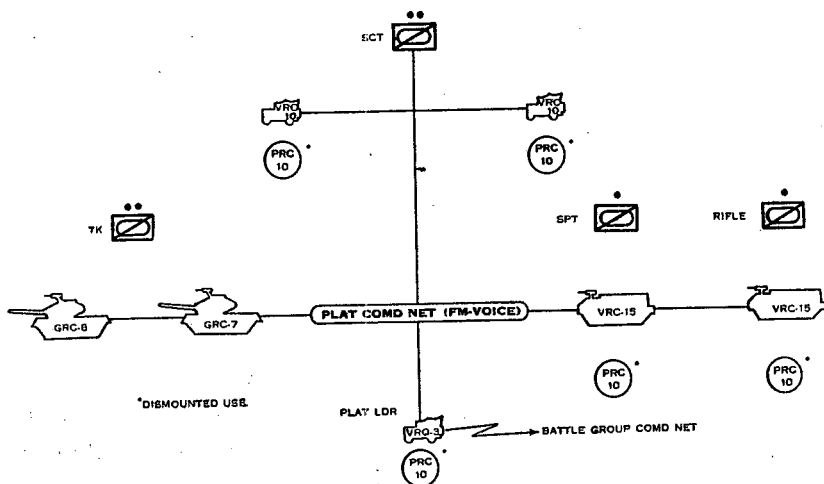 SCT
VRQ
10
VRQ
10
PRC
10
*
PRC
10
*
TK
SPT
RIFLE
GRC-8
GRC-7
PLAT COMD NET (FM-VOICE)
VRC-15
VRC-15
PRC
10
*
PRC
10
*
*DISMOUNTED USE.
PLAT LDR
VRQ-3
BATTLE GROUP COMD NET
PRC
10
*